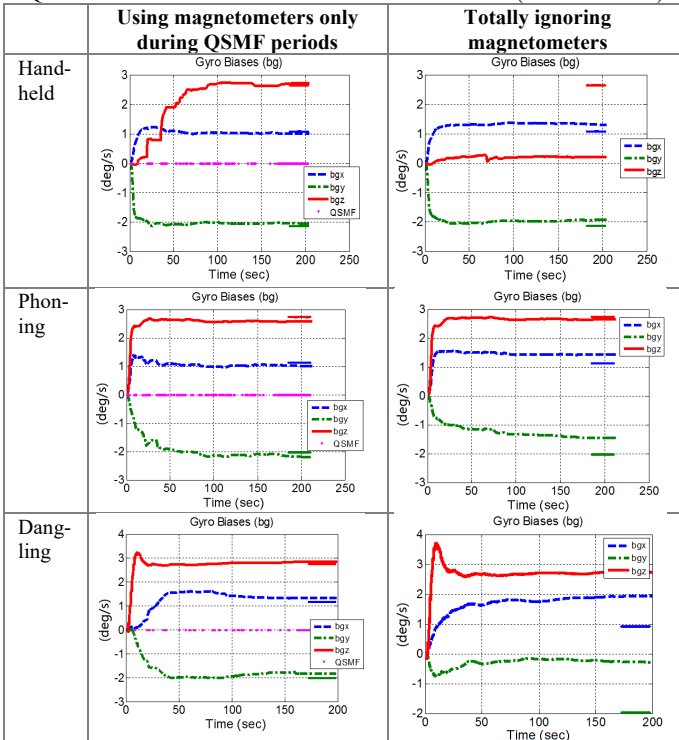 Using magnetometers only
during QSMF periods
Totally ignoring
magnetometers
Hand-
held
Gyro Biases (bg)
3
2
1
0
-1
-2
-3
(deg/s)
bgx
bgy
bgz
QSMF
0 50 100 150 200 250
Time (sec)
Gyro Biases (bg)
3
2
1
0
-1
-2
-3
(deg/s)
bgx
bgy
bgz
0 50 100 150 200 250
Time (sec)
Phon-
ing
Gyro Biases (bg)
3
2
1
0
-1
-2
-3
(deg/s)
bgx
bgy
bgz
QSMF
0 50 100 150 200 250
Time (sec)
Gyro Biases (bg)
3
2
1
0
-1
-2
-3
(deg/s)
bgx
bgy
bgz
0 50 100 150 200 250
Time (sec)
Dang-
ling
Gyro Biases (bg)
4
3
2
1
0
-1
-2
-3
(deg/s)
bgx
bgy
bgz
QSMF
0 50 100 150 200
Time (sec)
Gyro Biases (bg)
4
3
2
1
0
-1
-2
(deg/s)
bgx
bgy
bgz
0 50 100 150 200
Time (sec)